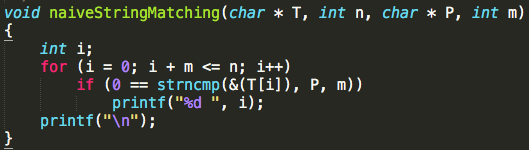 void naiveStringMatching(char * T, int n, char * P, int m)
{
    int i;
    for (i = 0; i + m <= n; i++)
        if (0 == strncmp(&(T[i]), P, m))
            printf("%d ", i);
    printf("\n");
}